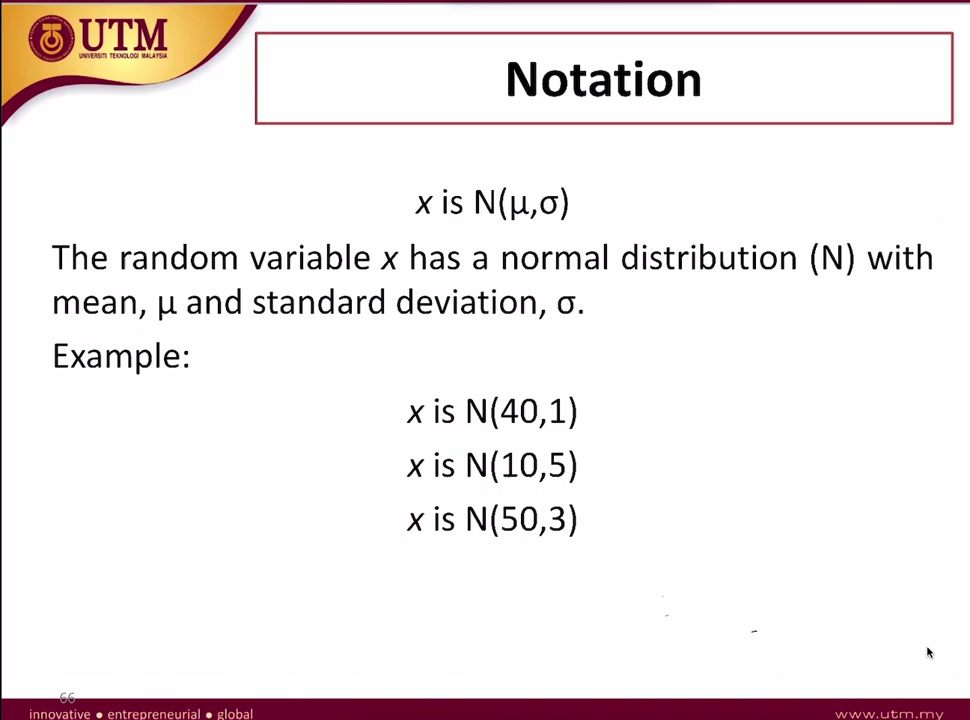 UTM
UNIVERSITI TEKNOLOGI MALAYSIA
Notation
x is N(μ,σ)
The random variable x has a normal distribution (N) with
mean, μ and standard deviation, σ.
Example:
x is N(40,1)
x is N(10,5)
x is N(50,3)
66
innovative ● entrepreneurial ● global
www.utm.my